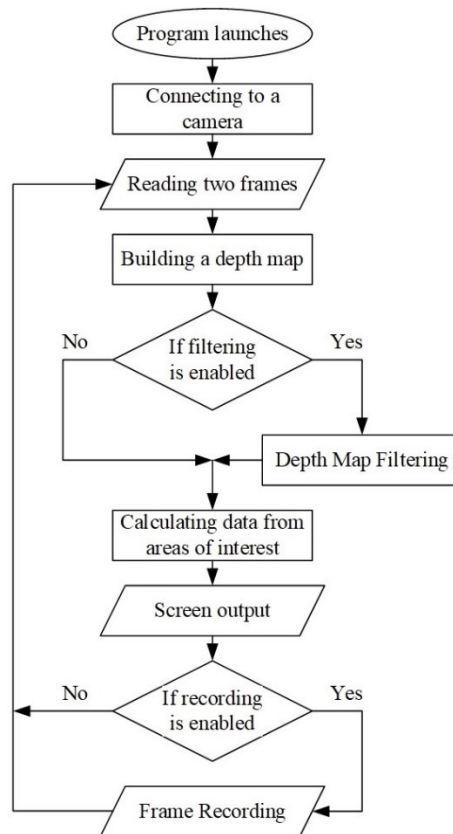 Program launches
Connecting to a
camera
Reading two frames
Building a depth map
No
If filtering
is enabled
Yes
Depth Map Filtering
Calculating data from
areas of interest
Screen output
No
If recording
is enabled
Yes
Frame Recording